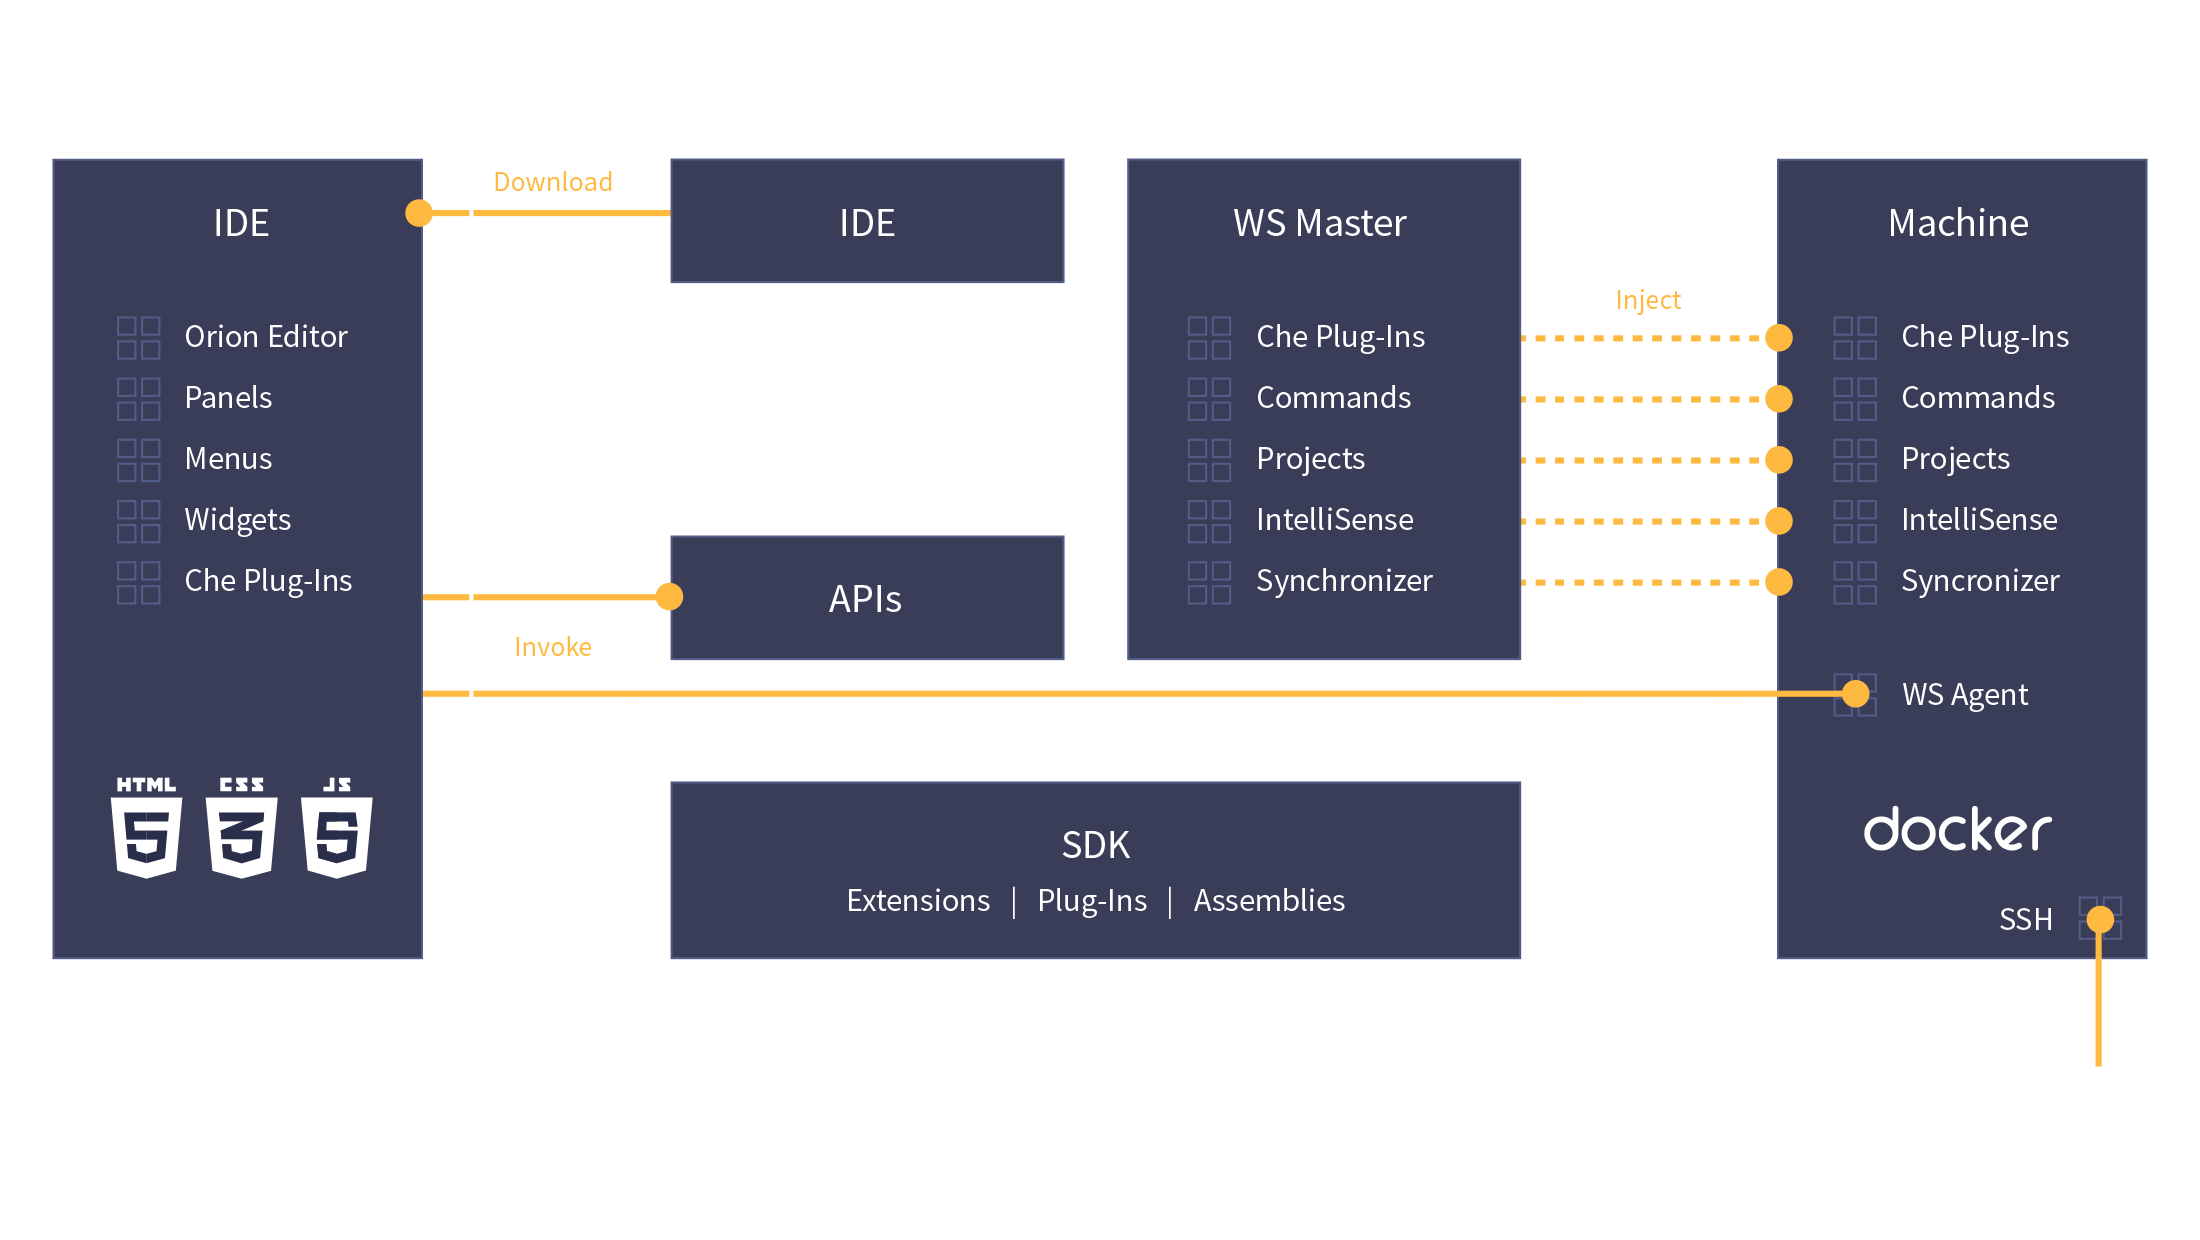 IDE
Orion Editor
Panels
Menus
Widgets
Che Plug-Ins
HTML
5
CSS
3
JS
5
Download
IDE
APIs
Invoke
WS Master
Che Plug-Ins
Commands
Projects
IntelliSense
Synchronizer
Inject
Machine
Che Plug-Ins
Commands
Projects
IntelliSense
Syncronizer
WS Agent
docker
SSH
SDK
Extensions | Plug-Ins | Assemblies